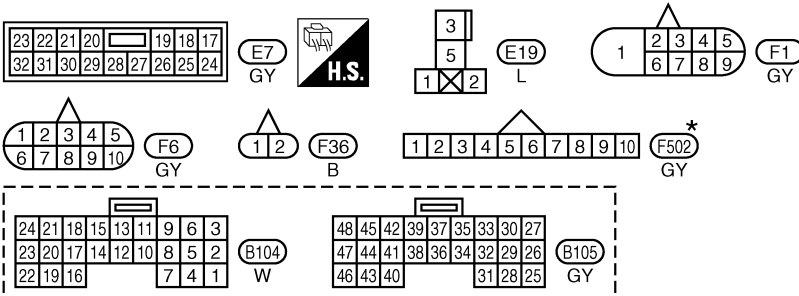 23 22 21 20 19 18 17
32 31 30 29 28 27 26 25 24
E7
GY
H.S.
3
5
1 2
E19
L
1 2 3 4 5
6 7 8 9
F1
GY
1 2 3 4 5
6 7 8 9 10
F6
GY
1 2
F36
B
1 2 3 4 5 6 7 8 9 10
F502 *
GY
24 21 18 15 13 11 9 6 3
23 20 17 14 12 10 8 5 2
22 19 16 7 4 1
B104
W
48 45 42 39 37 35 33 30 27
47 44 41 38 36 34 32 29 26
46 43 40 31 28 25
B105
GY